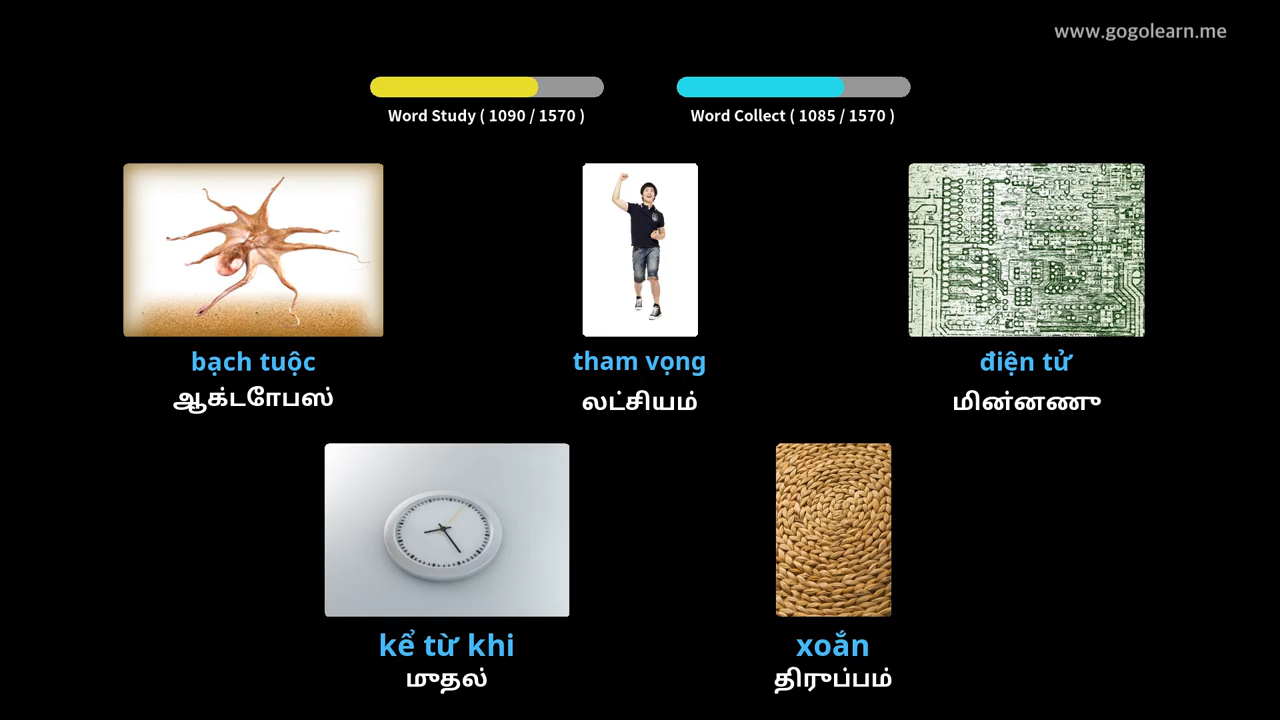 www.gogolearn.me
Word Study ( 1090 / 1570 )
Word Collect ( 1085 / 1570 )
bạch tuộc
ஆக்டோபஸ்
tham vọng
லட்சியம்
điện tử
மின்னணு
kể từ khi
முதல்
xoắn
திருப்பம்